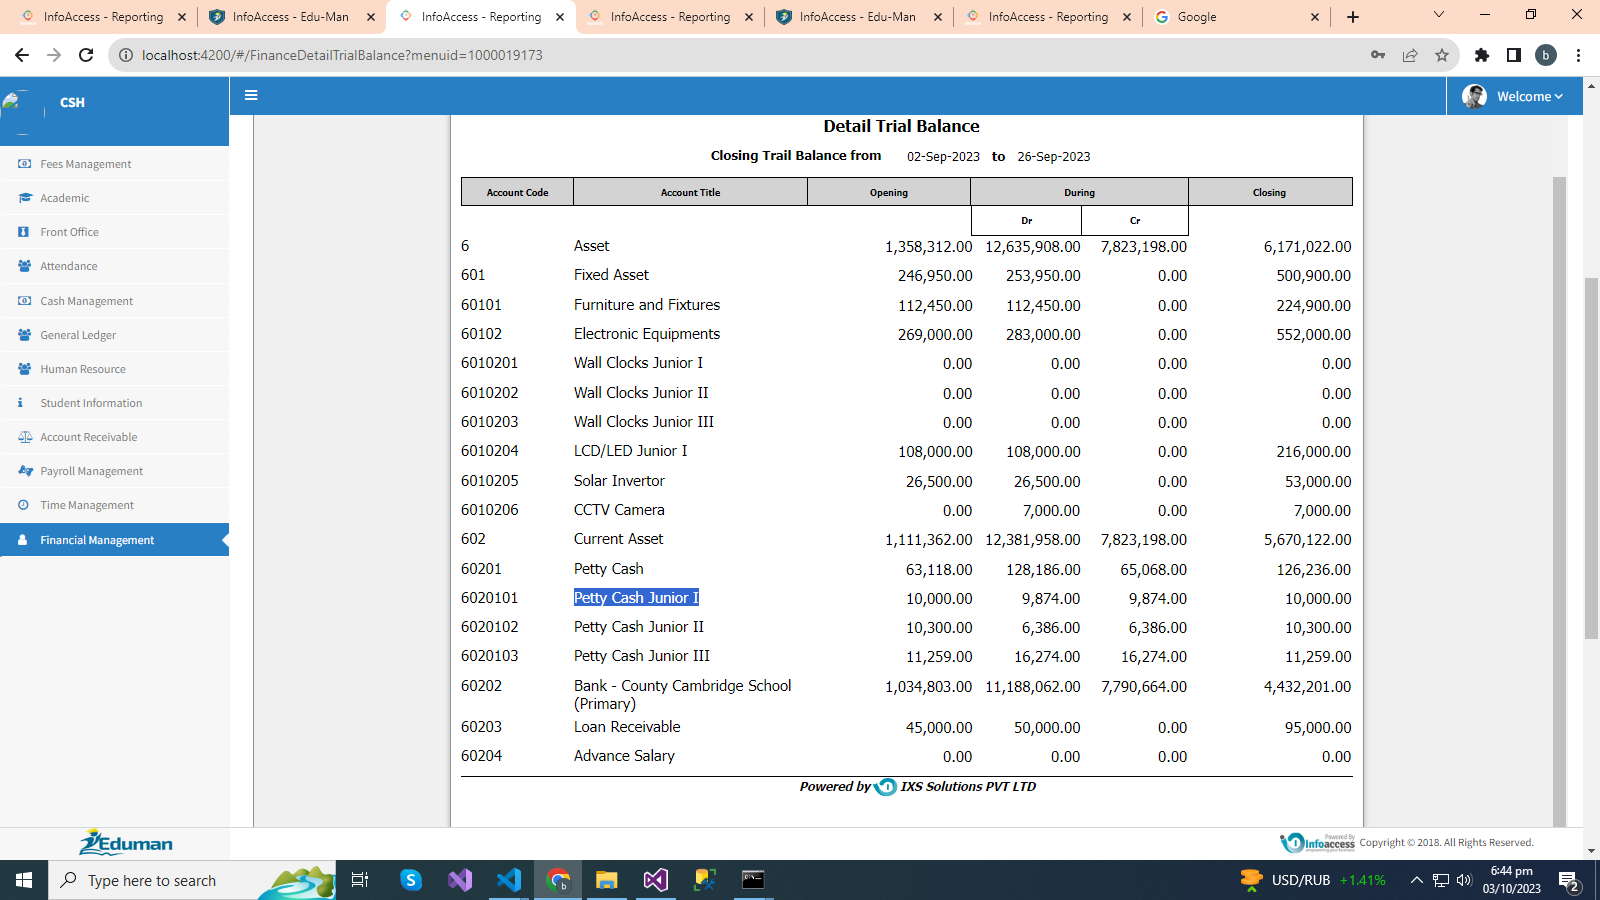 InfoAccess - Reporting
InfoAccess - Edu-Man
InfoAccess - Reporting
InfoAccess - Reporting
InfoAccess - Edu-Man
InfoAccess - Reporting
Google
localhost:4200/#/FinanceDetailTrialBalance?menuid=1000019173
b
CSH
Welcome
Fees Management
Academic
Front Office
Attendance
Cash Management
General Ledger
Human Resource
Student Information
Account Receivable
Payroll Management
Time Management
Financial Management
Detail Trial Balance
Closing Trail Balance from 02-Sep-2023 to 26-Sep-2023
Account Code Account Title Opening During Closing
Dr Cr
6 Asset 1,358,312.00 12,635,908.00 7,823,198.00 6,171,022.00
601 Fixed Asset 246,950.00 253,950.00 0.00 500,900.00
60101 Furniture and Fixtures 112,450.00 112,450.00 0.00 224,900.00
60102 Electronic Equipments 269,000.00 283,000.00 0.00 552,000.00
6010201 Wall Clocks Junior I 0.00 0.00 0.00 0.00
6010202 Wall Clocks Junior II 0.00 0.00 0.00 0.00
6010203 Wall Clocks Junior III 0.00 0.00 0.00 0.00
6010204 LCD/LED Junior I 108,000.00 108,000.00 0.00 216,000.00
6010205 Solar Invertor 26,500.00 26,500.00 0.00 53,000.00
6010206 CCTV Camera 0.00 7,000.00 0.00 7,000.00
602 Current Asset 1,111,362.00 12,381,958.00 7,823,198.00 5,670,122.00
60201 Petty Cash 63,118.00 128,186.00 65,068.00 126,236.00
6020101 Petty Cash Junior I 10,000.00 9,874.00 9,874.00 10,000.00
6020102 Petty Cash Junior II 10,300.00 6,386.00 6,386.00 10,300.00
6020103 Petty Cash Junior III 11,259.00 16,274.00 16,274.00 11,259.00
60202 Bank - County Cambridge School 1,034,803.00 11,188,062.00 7,790,664.00 4,432,201.00
(Primary)
60203 Loan Receivable 45,000.00 50,000.00 0.00 95,000.00
60204 Advance Salary 0.00 0.00 0.00 0.00
Powered by IXS Solutions PVT LTD
Eduman
Powered By
Infoaccess Copyright © 2018. All Rights Reserved.
Type here to search
USD/RUB +1.41%
6:44 pm
03/10/2023
2